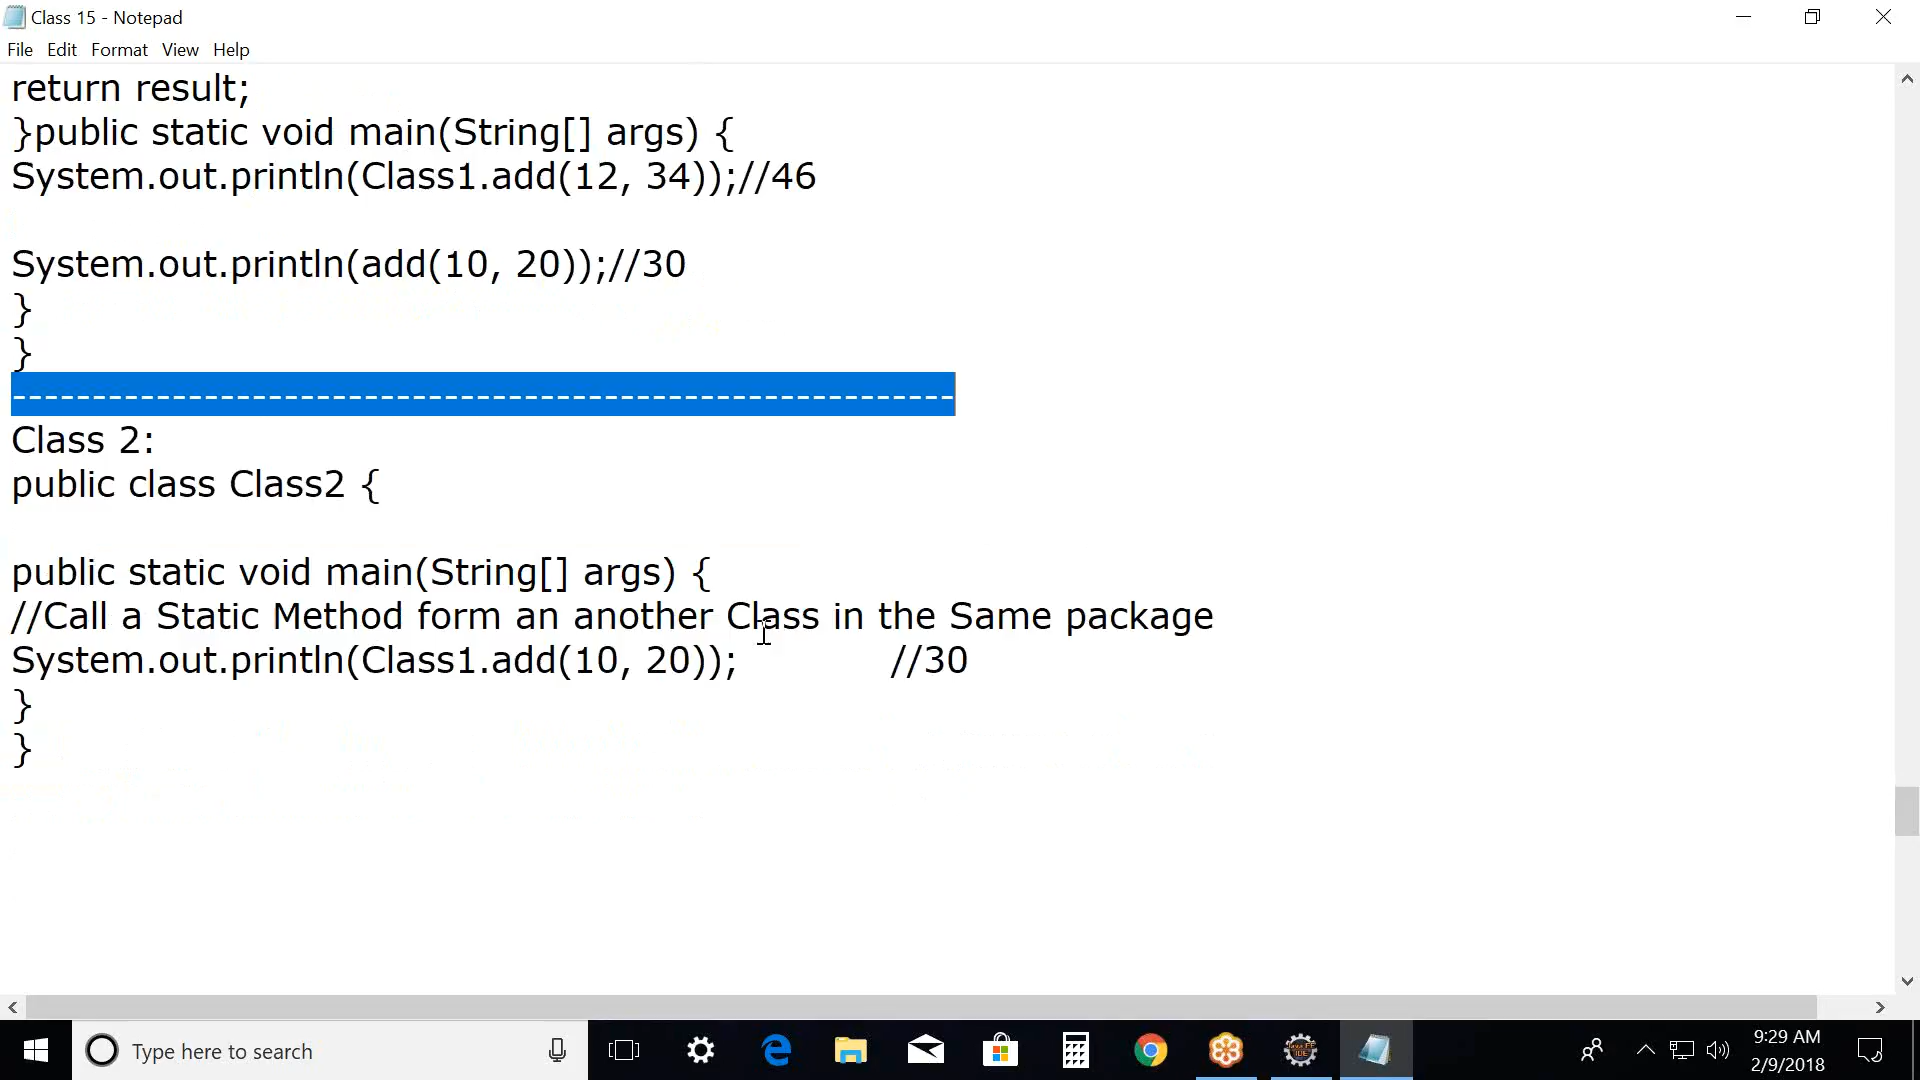 Class 15 - Notepad
File Edit Format View Help
return result;
}public static void main(String[] args) {
System.out.println(Class1.add(12, 34));//46
System.out.println(add(10, 20));//30
}
}
-----------------------------------------------------------
Class 2:
public class Class2 {
public static void main(String[] args) {
//Call a Static Method form an another Class in the Same package
System.out.println(Class1.add(10, 20)); //30
}
}
Type here to search
9:29 AM
2/9/2018